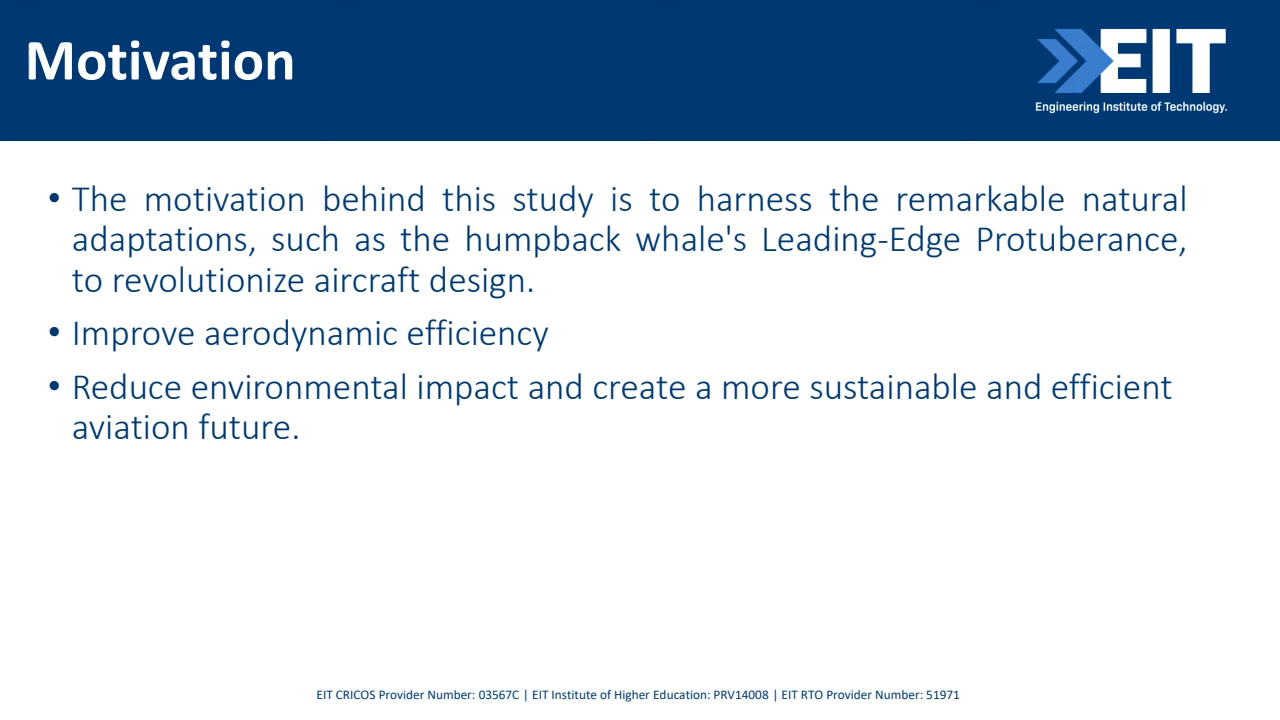 Motivation
EIT
Engineering Institute of Technology.
• The motivation behind this study is to harness the remarkable natural
adaptations, such as the humpback whale's Leading-Edge Protuberance,
to revolutionize aircraft design.
• Improve aerodynamic efficiency
• Reduce environmental impact and create a more sustainable and efficient
aviation future.
EIT CRICOS Provider Number: 03567C | EIT Institute of Higher Education: PRV14008 | EIT RTO Provider Number: 51971